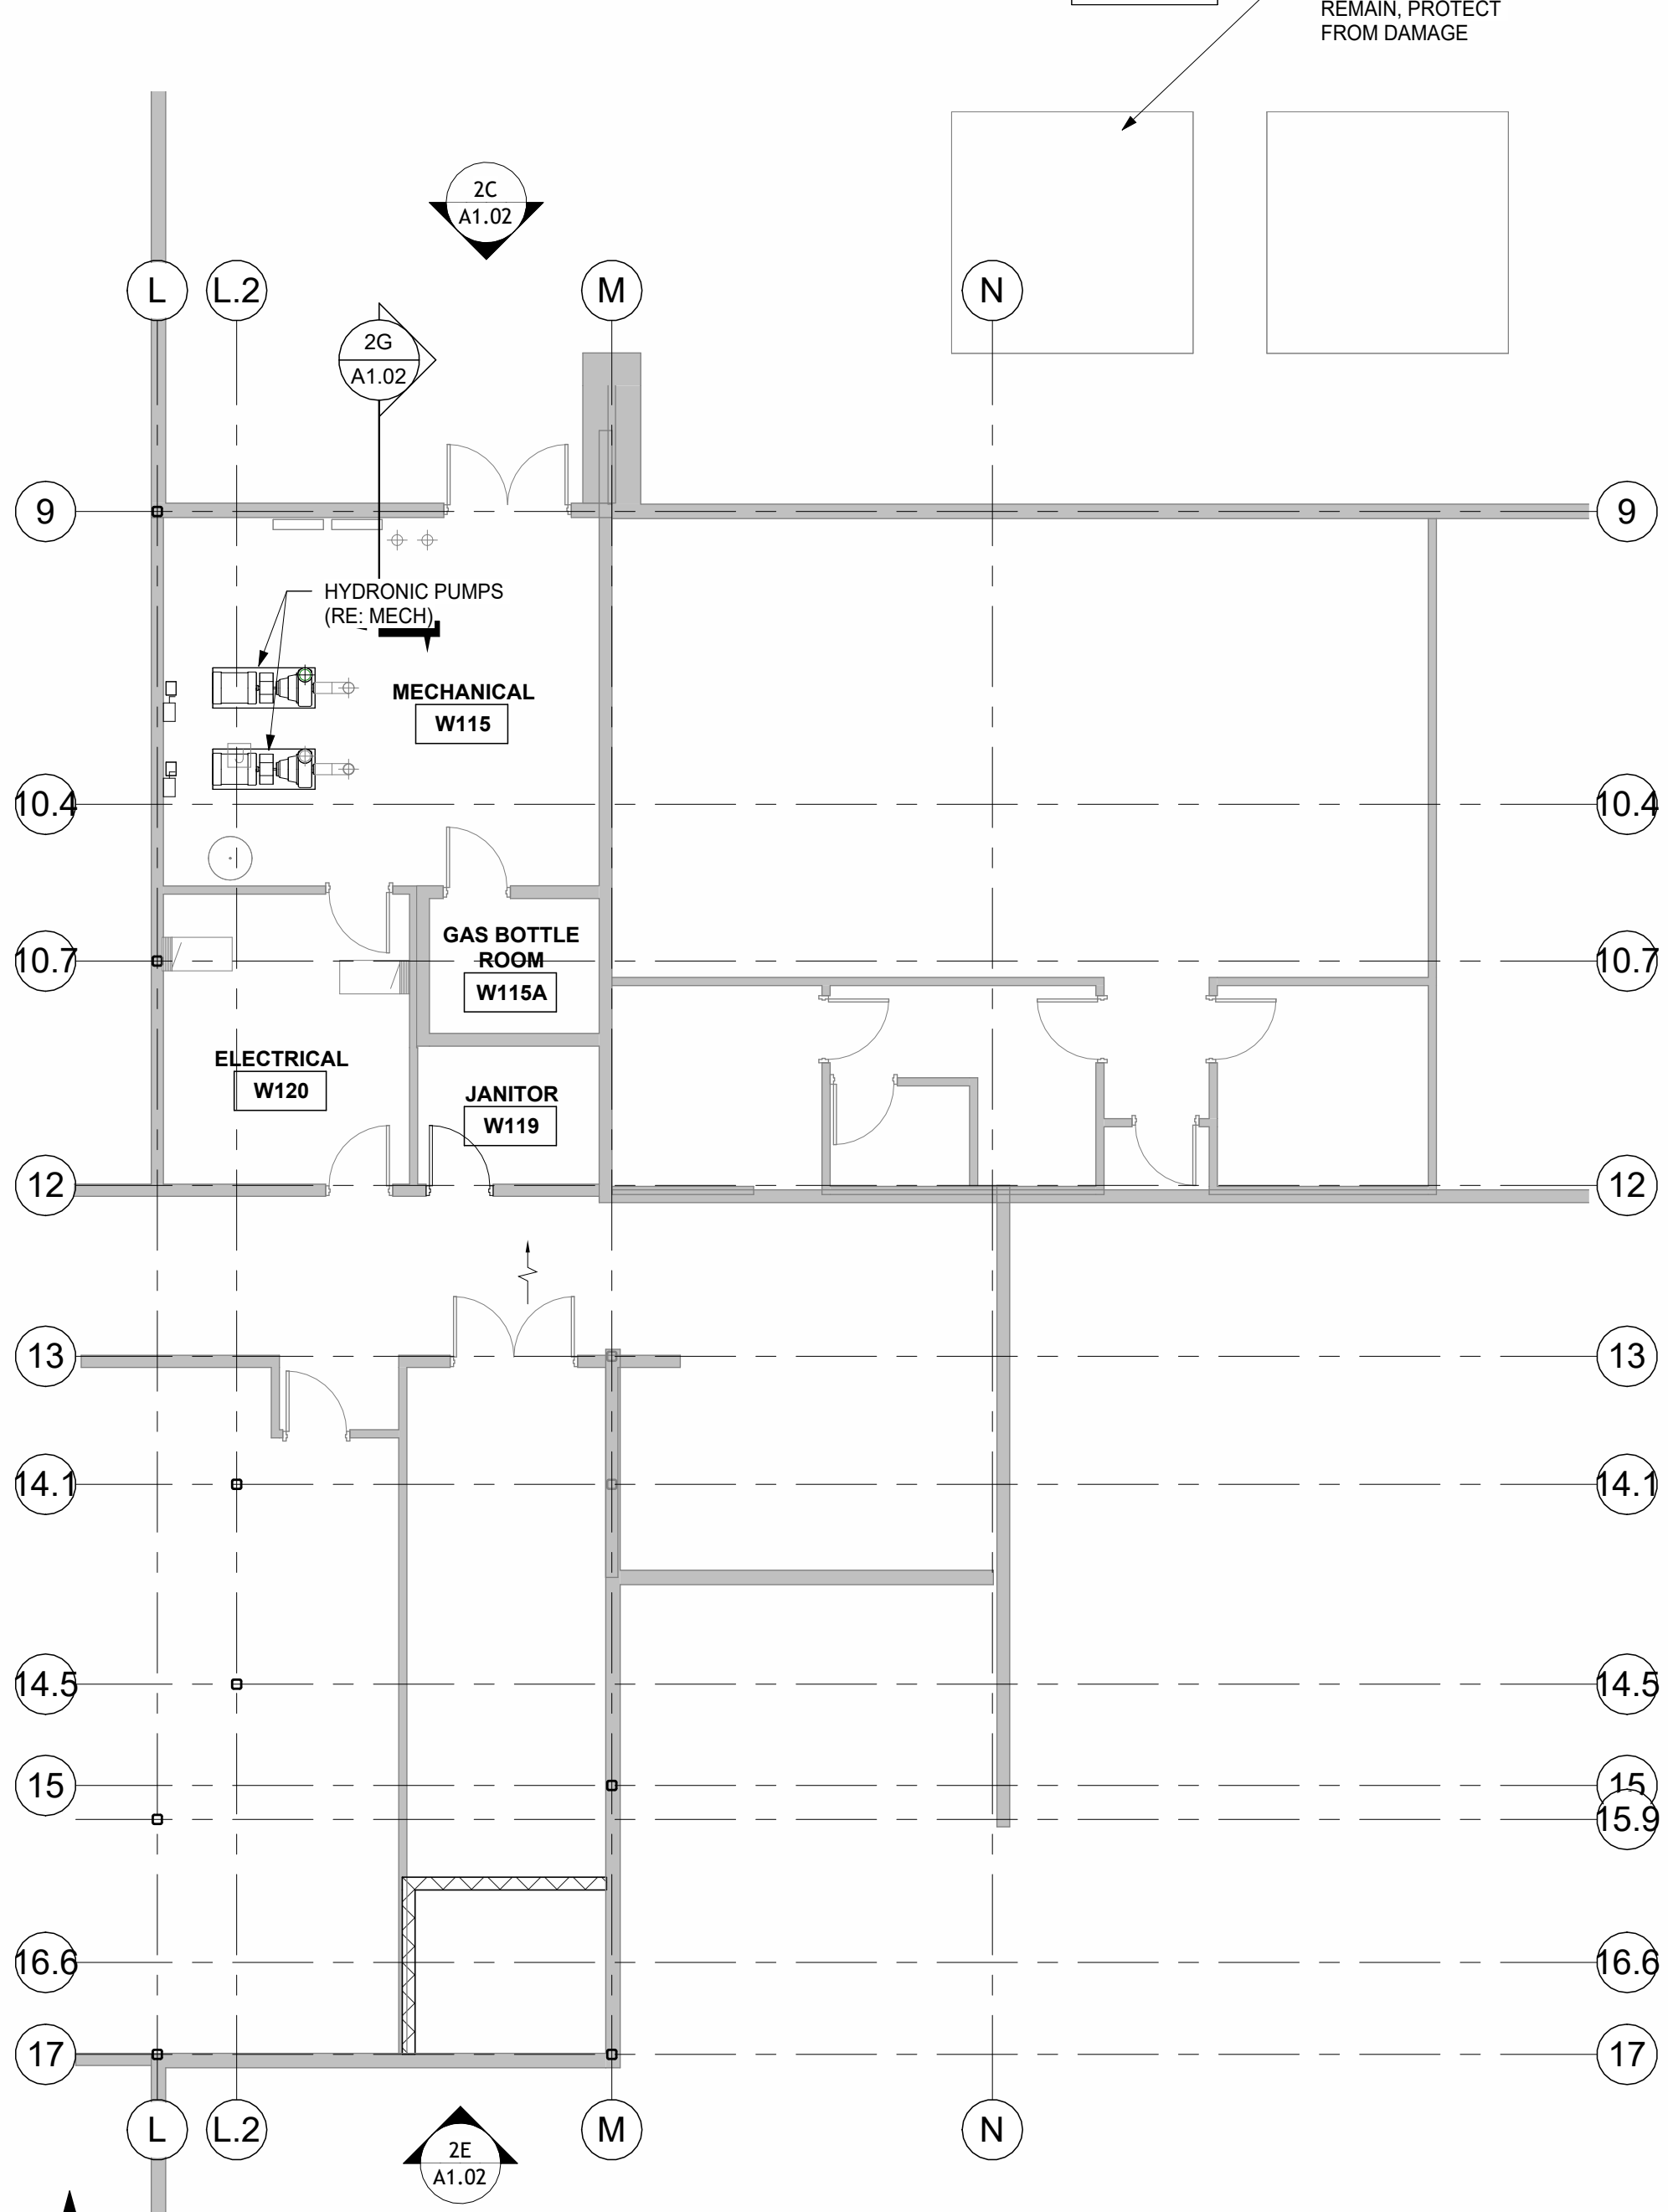 REMAIN, PROTECT
FROM DAMAGE
2C
A1.02
L
L.2
M
N
2G
A1.02
9
9
HYDRONIC PUMPS
(RE: MECH)
MECHANICAL
W115
10.4
10.4
GAS BOTTLE
ROOM
W115A
10.7
10.7
ELECTRICAL
W120
JANITOR
W119
12
12
13
13
14.1
14.1
14.5
14.5
15
15
15.9
16.6
16.6
17
17
L
L.2
M
N
2E
A1.02